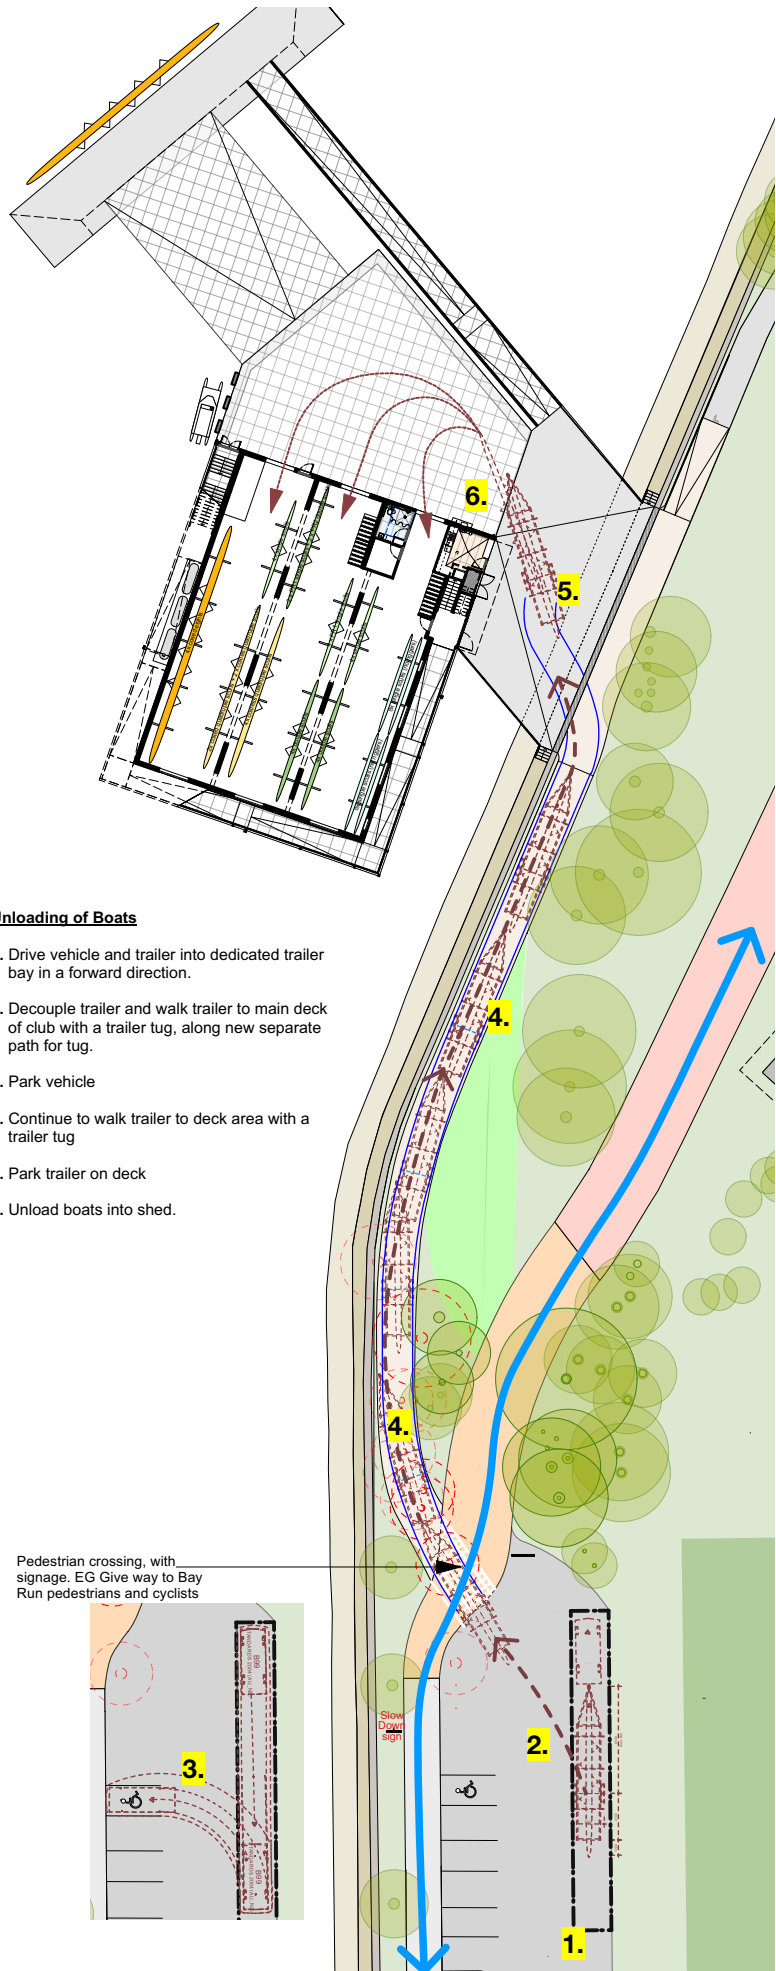 6.
5.
Unloading of Boats
. Drive vehicle and trailer into dedicated trailer
bay in a forward direction.
. Decouple trailer and walk trailer to main deck
of club with a trailer tug, along new separate
path for tug.
. Park vehicle
. Continue to walk trailer to deck area with a
trailer tug
. Park trailer on deck
. Unload boats into shed.
4.
4.
Pedestrian crossing, with
signage. EG Give way to Bay
Run pedestrians and cyclists
Slow
Down
sign
2.
3.
B99
B99
1.